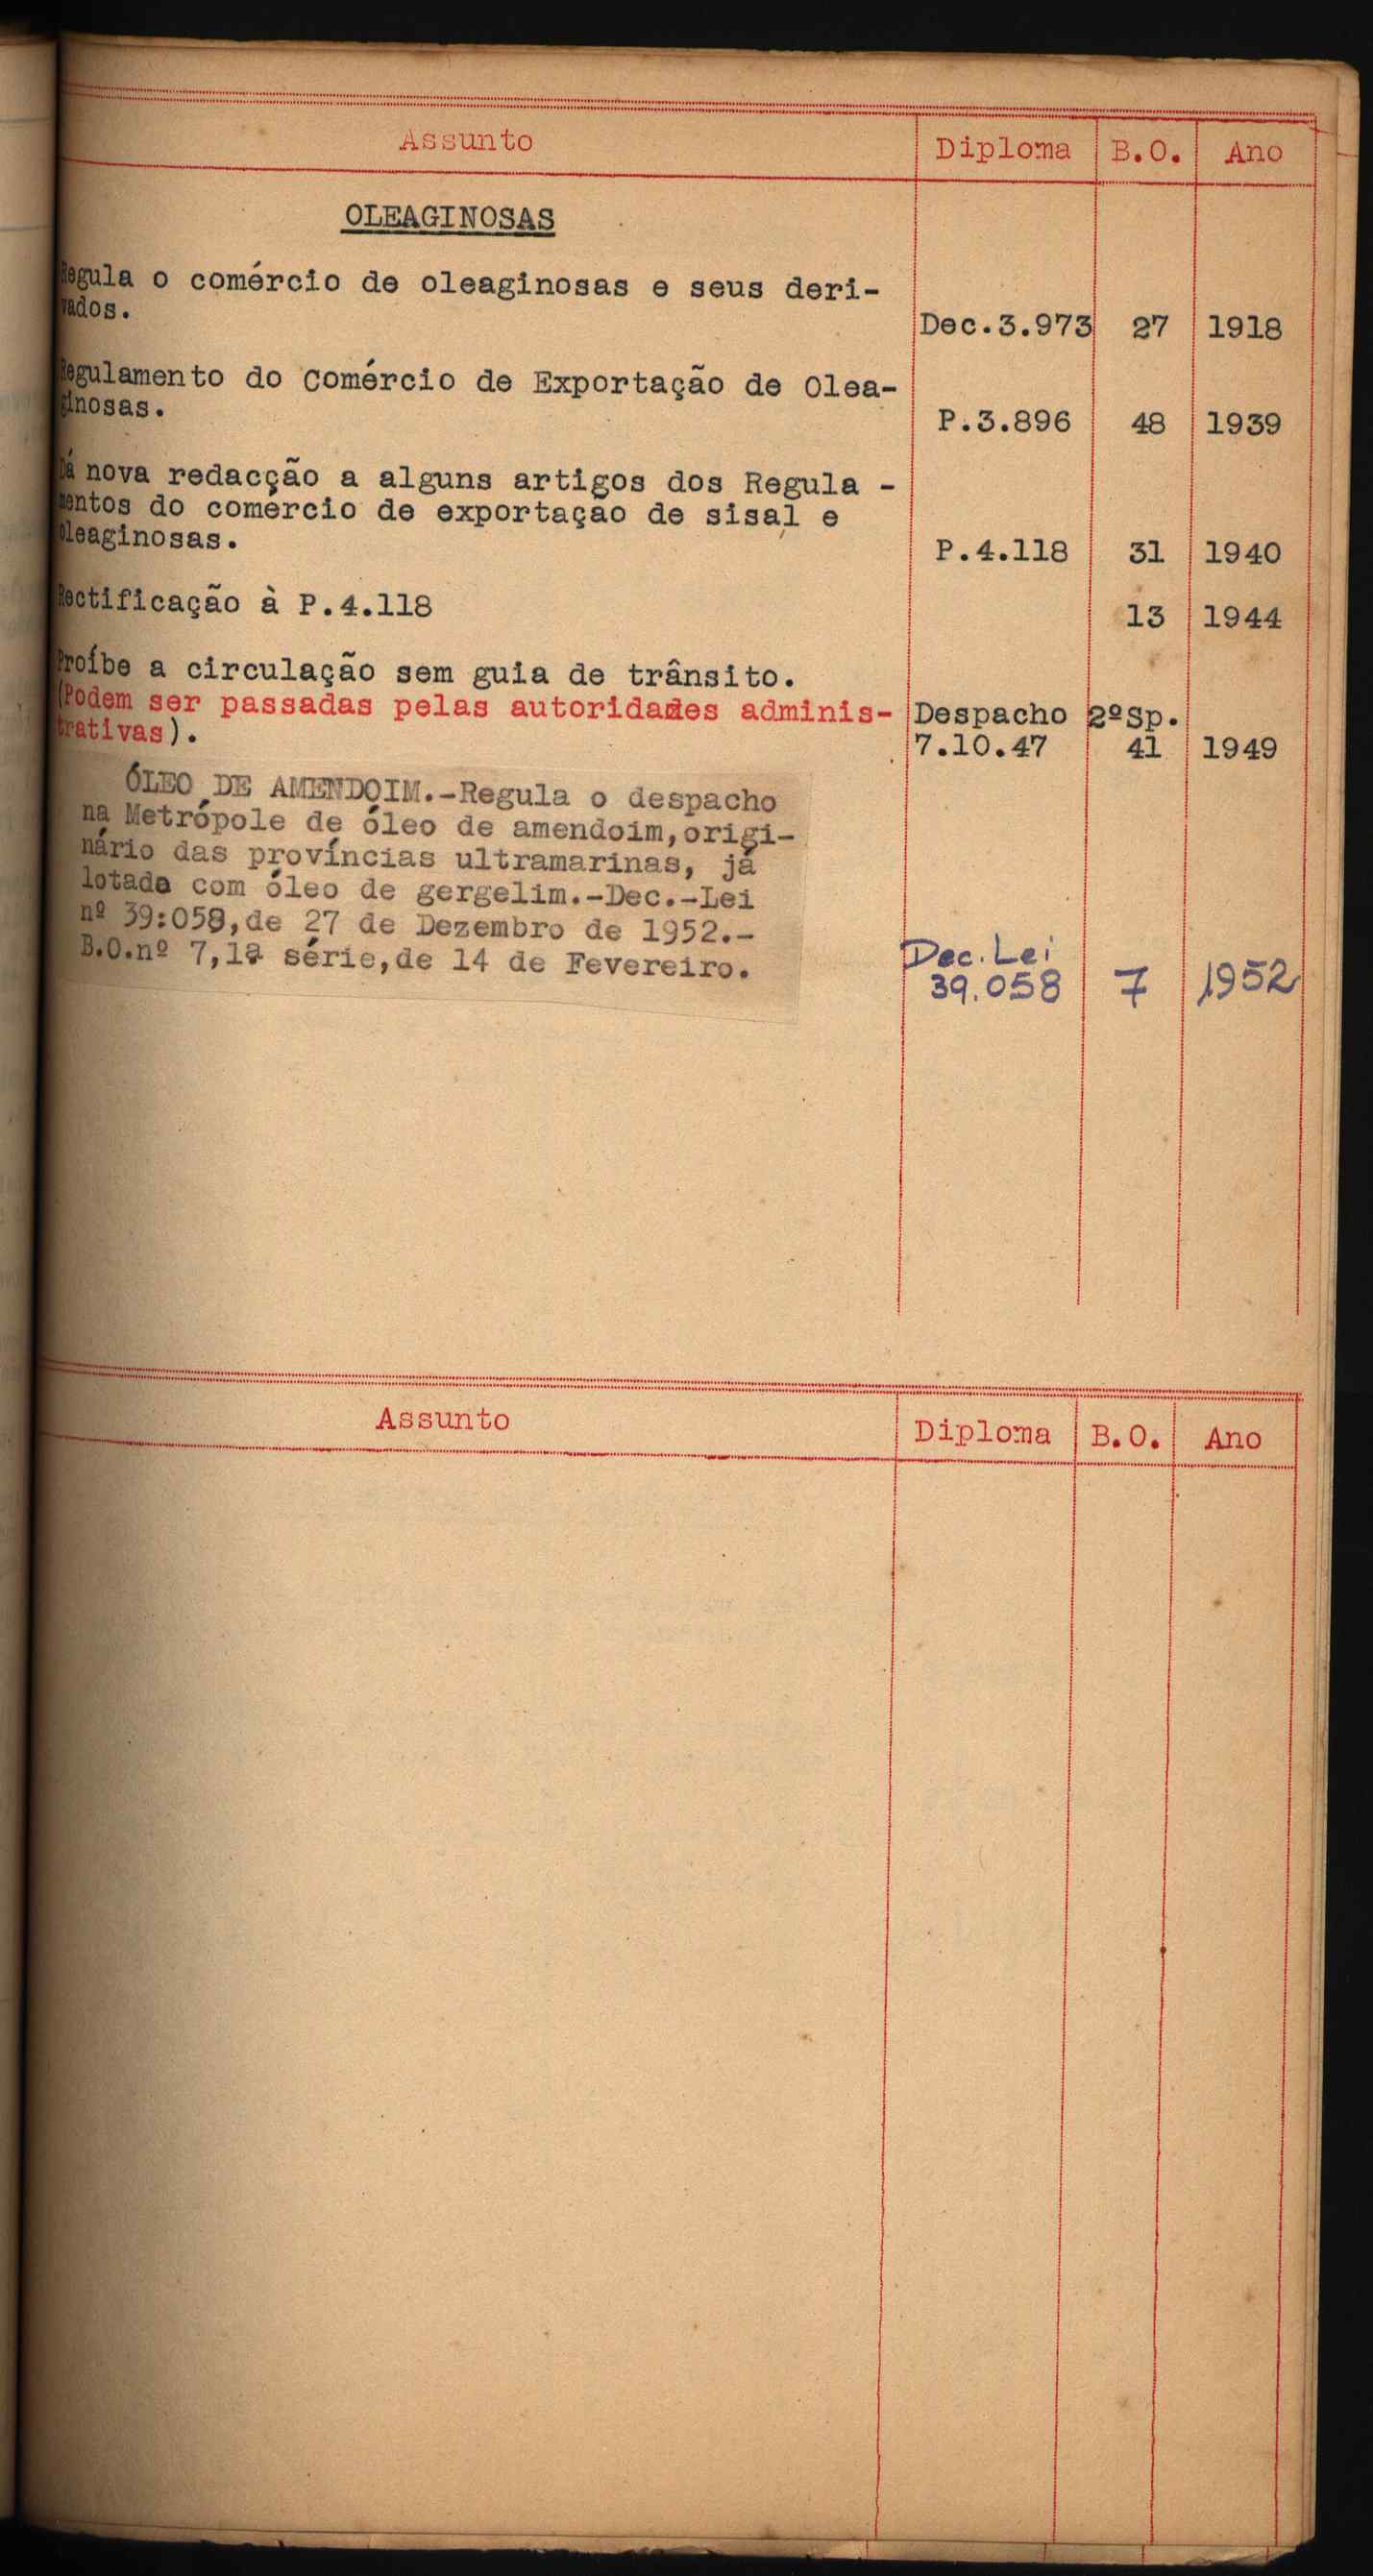 Assunto Diploma B.O. Ano
OLEAGINOSAS
Regula o comércio de oleaginosas e seus deri-
vados.
Dec.3.973 27 1918
Regulamento do comércio de Exportação de Olea-
ginosas.
P.3.896 48 1939
Dá nova redacção a alguns artigos dos Regula -
mentos do comercio de exportaçao de sisal e
oleaginosas.
P.4.118 31 1940
Rectificação à P.4.118 13 1944
Proíbe a circulação sem guia de trânsito.
(Podem ser passadas pelas autoridades adminis- Despacho 2ºSp.
trativas). 7.10.47 41 1949
ÓLEO DE AMENDOIM.-Regula o despacho
na Metrópole de óleo de amendoim,origi-
nário das províncias ultramarinas, já
lotado com óleo de gergelim.-Dec.-Lei
nº 39:058,de 27 de Dezembro de 1952.-
B.O.nº 7,1ª série,de 14 de Fevereiro.
Dec. Lei
39.058 7 1952
Assunto Diploma B.O. Ano